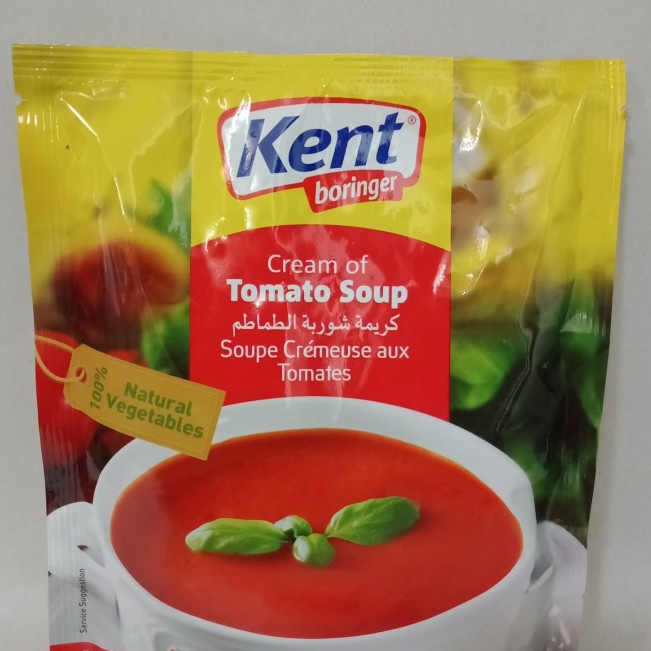 Kent®
boringer
Cream of
Tomato Soup
كريمة شوربة الطماطم
Soupe Crémeuse aux
Tomates
100%
Natural
Vegetables
Service Suggestion